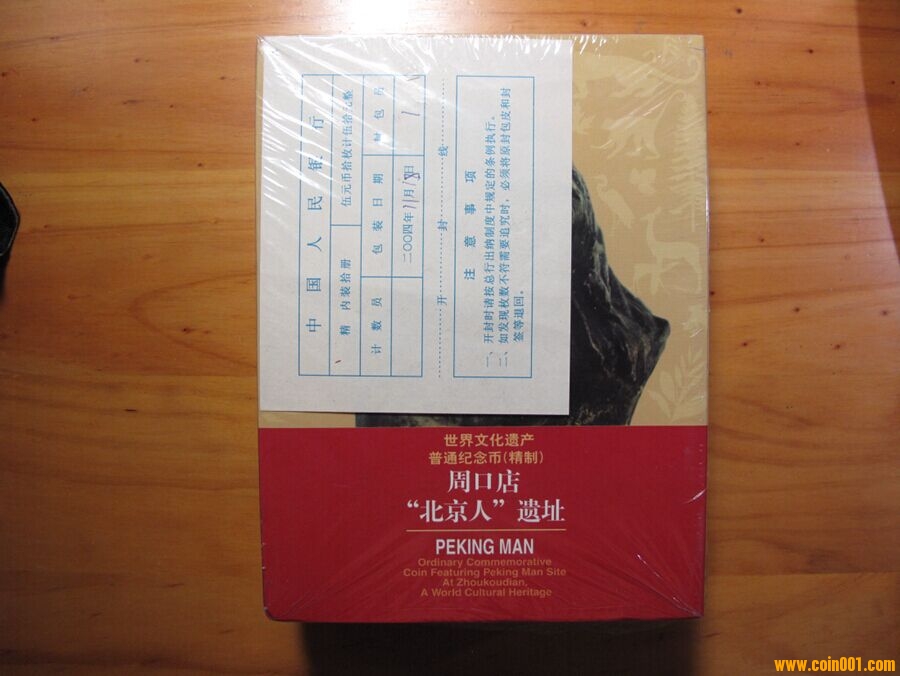 中国人民银行
精 内装拾册
伍元币拾枚计伍拾元整
计数员
包装日期
封包员
二〇〇四年11月18日
开封线
注意事项
一、开封时请按总行出纳制度中规定的条例执行。
二、如发现枚数不符需要追究时，必须将原封包皮和封
签等退回。
世界文化遗产
普通纪念币(精制)
周口店
“北京人”遗址
PEKING MAN
Ordinary Commemorative
Coin Featuring Peking Man Site
At Zhoukoudian,
A World Cultural Heritage
www.coin001.com